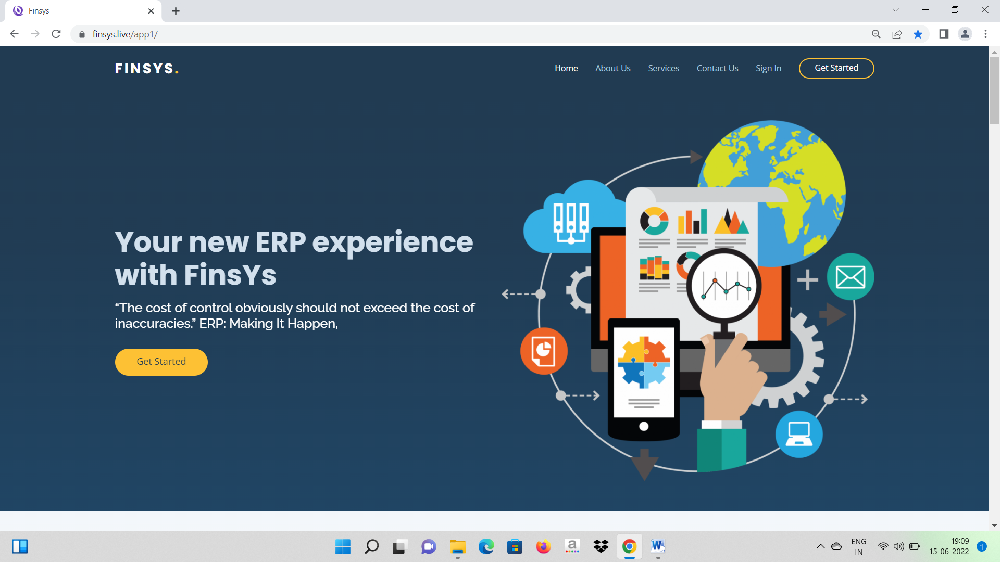 Finsys
finsys.live/app1/
FINSYS.
Home
About Us
Services
Contact Us
Sign In
Get Started
Your new ERP experience
with FinsYs
“The cost of control obviously should not exceed the cost of
inaccuracies.” ERP: Making It Happen,
Get Started
a
W
ENG
IN
19:09
15-06-2022
1